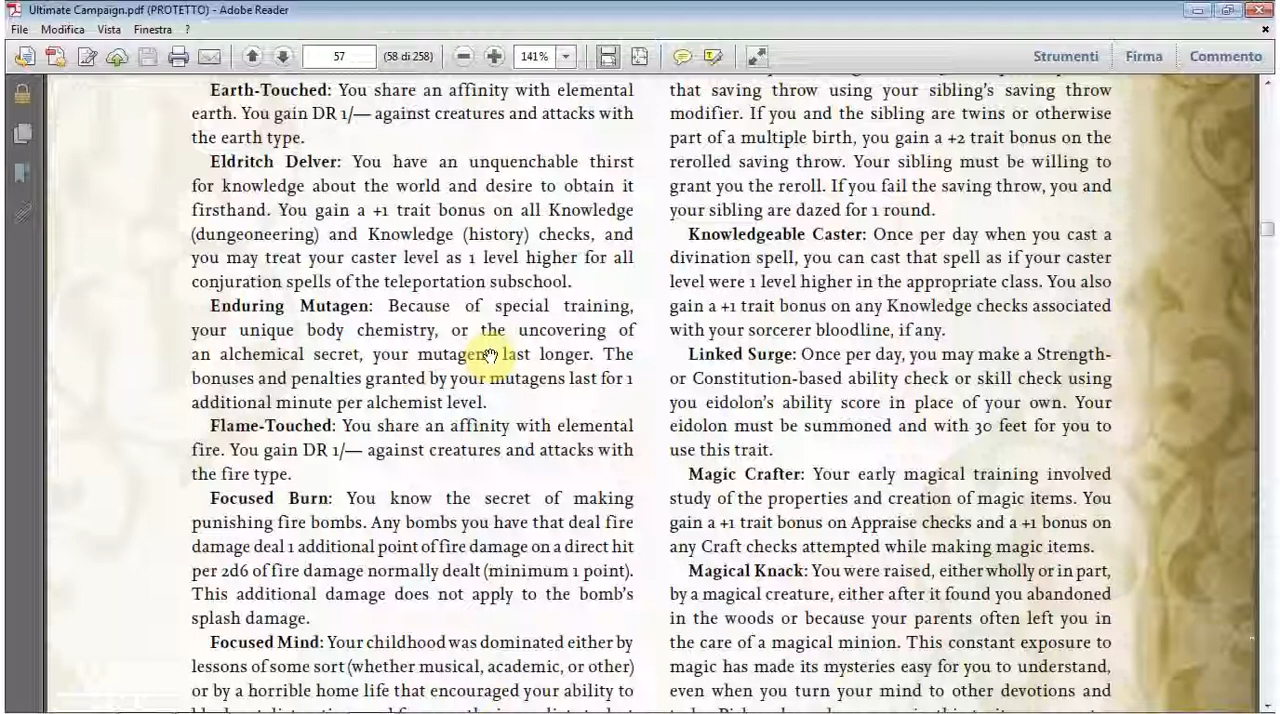 Ultimate Campaign.pdf (PROTETTO) - Adobe Reader
File Modifica Vista Finestra ?
57 (58 di 258) 141% Strumenti Firma Commento
Earth-Touched: You share an affinity with elemental
earth. You gain DR 1/— against creatures and attacks with
the earth type.
Eldritch Delver: You have an unquenchable thirst
for knowledge about the world and desire to obtain it
firsthand. You gain a +1 trait bonus on all Knowledge
(dungeoneering) and Knowledge (history) checks, and
you may treat your caster level as 1 level higher for all
conjuration spells of the teleportation subschool.
Enduring Mutagen: Because of special training,
your unique body chemistry, or the uncovering of
an alchemical secret, your mutagens last longer. The
bonuses and penalties granted by your mutagens last for 1
additional minute per alchemist level.
Flame-Touched: You share an affinity with elemental
fire. You gain DR 1/— against creatures and attacks with
the fire type.
Focused Burn: You know the secret of making
punishing fire bombs. Any bombs you have that deal fire
damage deal 1 additional point of fire damage on a direct hit
per 2d6 of fire damage normally dealt (minimum 1 point).
This additional damage does not apply to the bomb's
splash damage.
Focused Mind: Your childhood was dominated either by
lessons of some sort (whether musical, academic, or other)
or by a horrible home life that encouraged your ability to
that saving throw using your sibling's saving throw
modifier. If you and the sibling are twins or otherwise
part of a multiple birth, you gain a +2 trait bonus on the
rerolled saving throw. Your sibling must be willing to
grant you the reroll. If you fail the saving throw, you and
your sibling are dazed for 1 round.
Knowledgeable Caster: Once per day when you cast a
divination spell, you can cast that spell as if your caster
level were 1 level higher in the appropriate class. You also
gain a +1 trait bonus on any Knowledge checks associated
with your sorcerer bloodline, if any.
Linked Surge: Once per day, you may make a Strength-
or Constitution-based ability check or skill check using
you eidolon's ability score in place of your own. Your
eidolon must be summoned and with 30 feet for you to
use this trait.
Magic Crafter: Your early magical training involved
study of the properties and creation of magic items. You
gain a +1 trait bonus on Appraise checks and a +1 bonus on
any Craft checks attempted while making magic items.
Magical Knack: You were raised, either wholly or in part,
by a magical creature, either after it found you abandoned
in the woods or because your parents often left you in
the care of a magical minion. This constant exposure to
magic has made its mysteries easy for you to understand,
even when you turn your mind to other devotions and